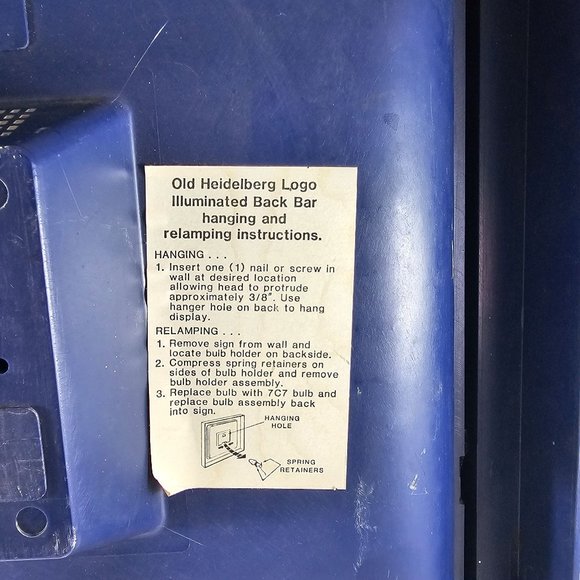 Old Heidelberg Logo
Illuminated Back Bar
hanging and
relamping instructions.
HANGING . . .
1. Insert one (1) nail or screw in
wall at desired location
allowing head to protrude
approximately 3/8". Use
hanger hole on back to hang
display.
RELAMPING . . .
1. Remove sign from wall and
locate bulb holder on backside.
2. Compress spring retainers on
sides of bulb holder and remove
bulb holder assembly.
3. Replace bulb with 7C7 bulb and
replace bulb assembly back
into sign.
HANGING
HOLE
SPRING
RETAINERS